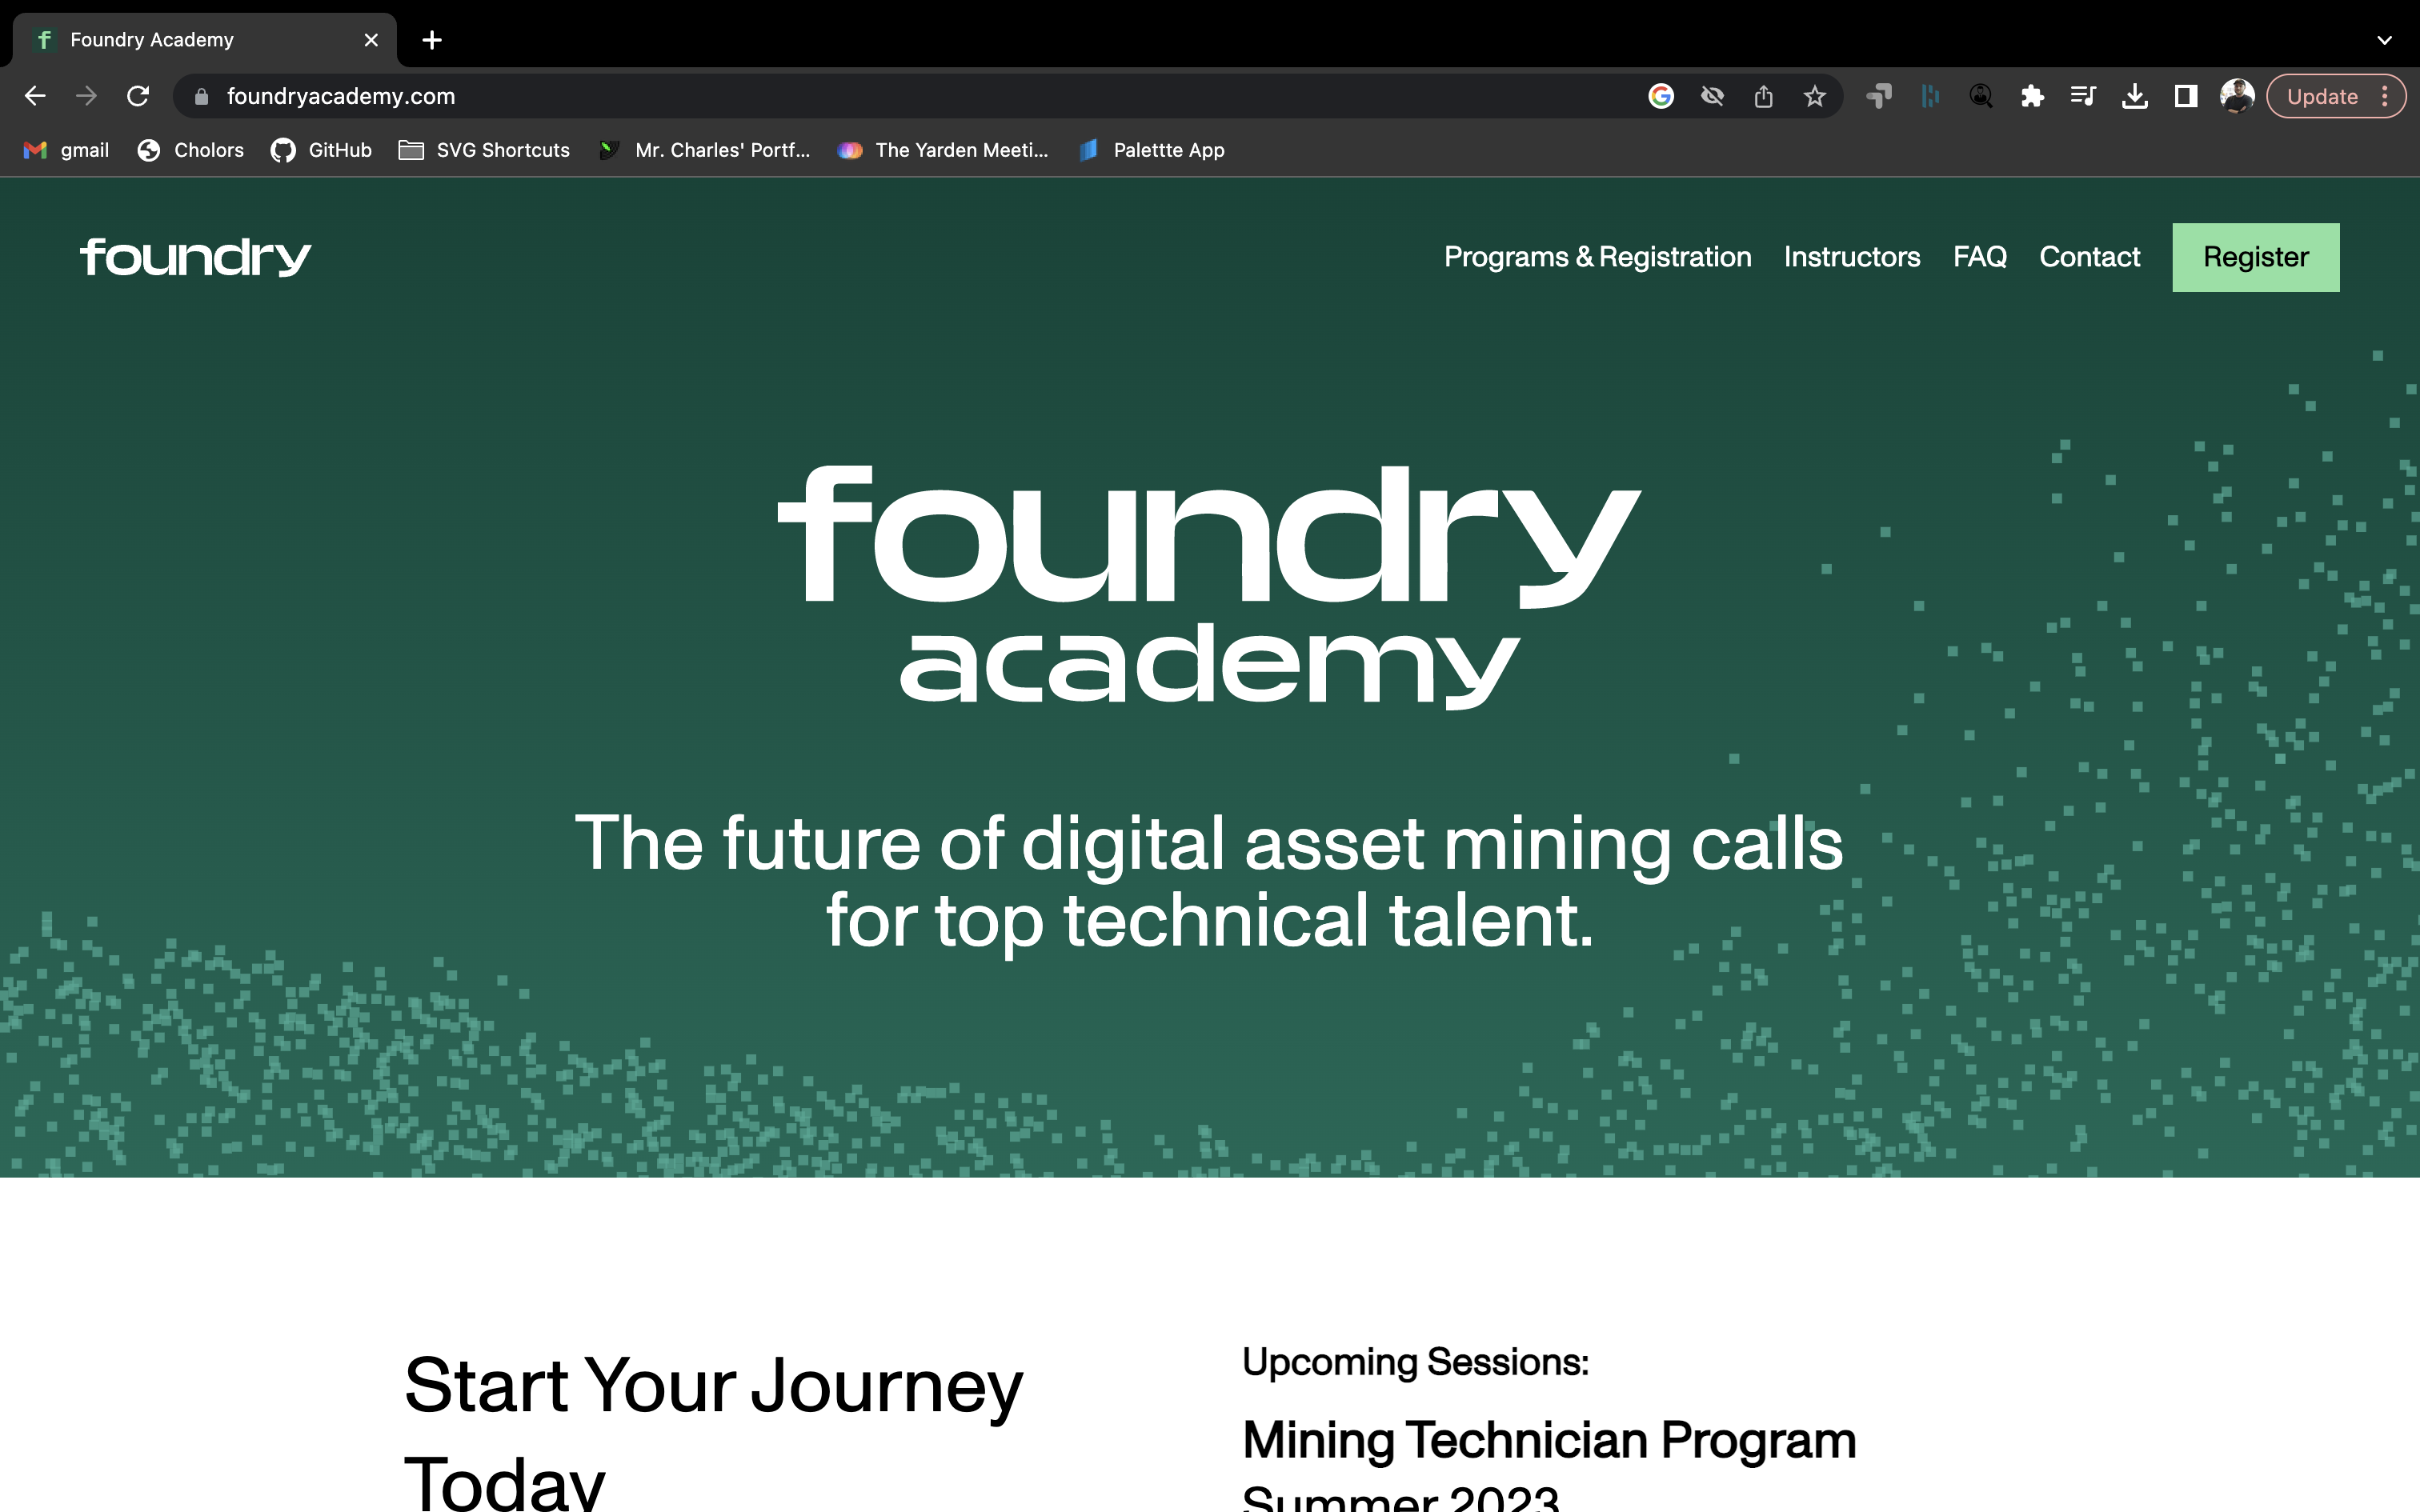 Foundry Academy
foundryacademy.com
Update
gmail
Cholors
GitHub
SVG Shortcuts
Mr. Charles' Portf...
The Yarden Meeti...
Palettte App
foundry
Programs & Registration
Instructors
FAQ
Contact
Register
foundry
academy
The future of digital asset mining calls
for top technical talent.
Start Your Journey
Today
Upcoming Sessions:
Mining Technician Program
Summer 2023